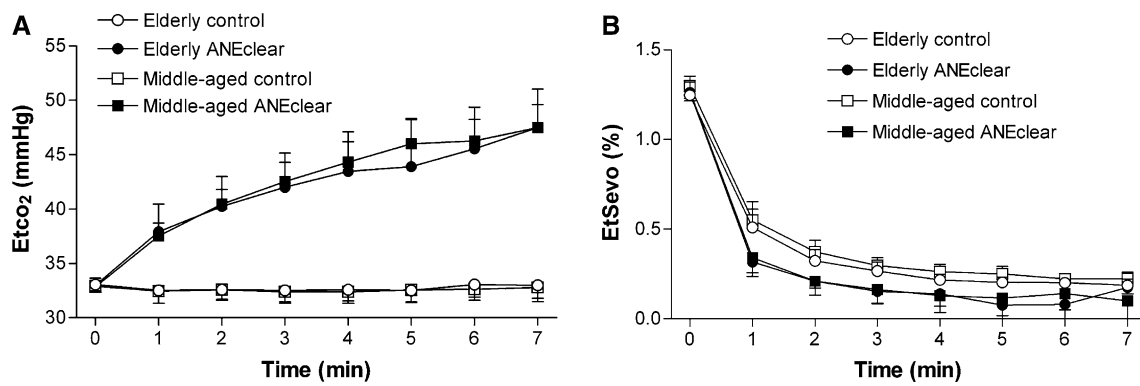 A
Elderly control
Elderly ANEclear
Middle-aged control
Middle-aged ANEclear
55
50
45
40
35
30
Etco₂ (mmHg)
0 1 2 3 4 5 6 7
Time (min)
B
Elderly control
Elderly ANEclear
Middle-aged control
Middle-aged ANEclear
1.5
1.0
0.5
0.0
EtSevo (%)
0 1 2 3 4 5 6 7
Time (min)